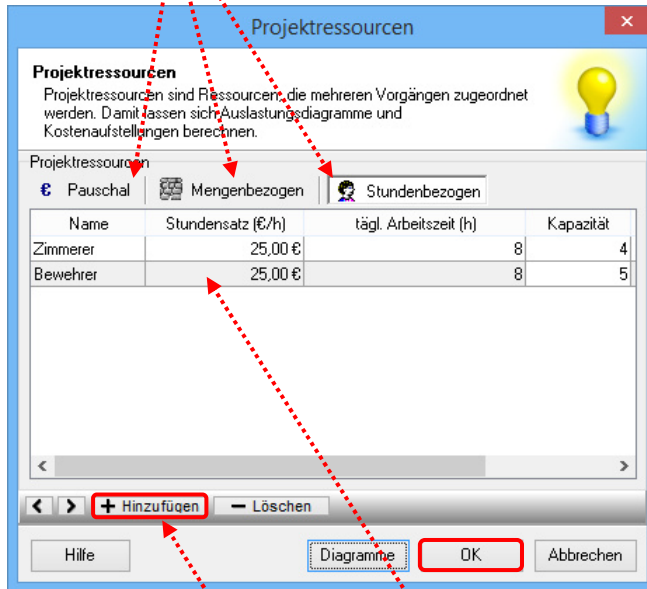 Projektressourcen
×
Projektressourcen
Projektressourcen sind Ressourcen, die mehreren Vorgängen zugeordnet
werden. Damit lassen sich Auslastungsdiagramme und
Kostenaufstellungen berechnen.
Projektressourcen
€ Pauschal Mengenbezogen Stundenbezogen
Name Stundensatz (€/h) tägl. Arbeitszeit (h) Kapazität
Zimmerer 25,00 € 8 4
Bewehrer 25,00 € 8 5
< >
< > + Hinzufügen − Löschen
Hilfe Diagramme OK Abbrechen